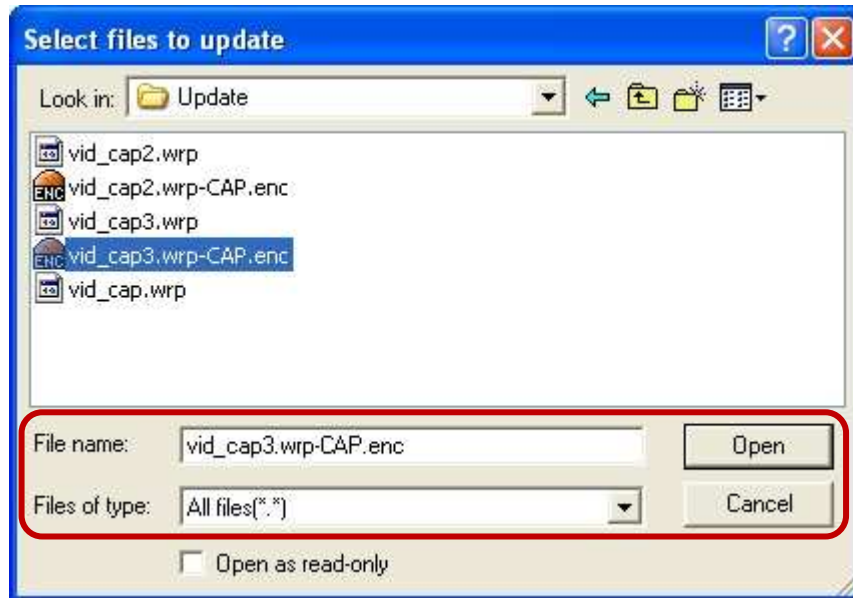 Select files to update
Look in: Update
vid_cap2.wrp
ENC vid_cap2.wrp-CAP.enc
vid_cap3.wrp
ENC vid_cap3.wrp-CAP.enc
vid_cap.wrp
File name: vid_cap3.wrp-CAP.enc Open
Files of type: All files(*.*) Cancel
Open as read-only